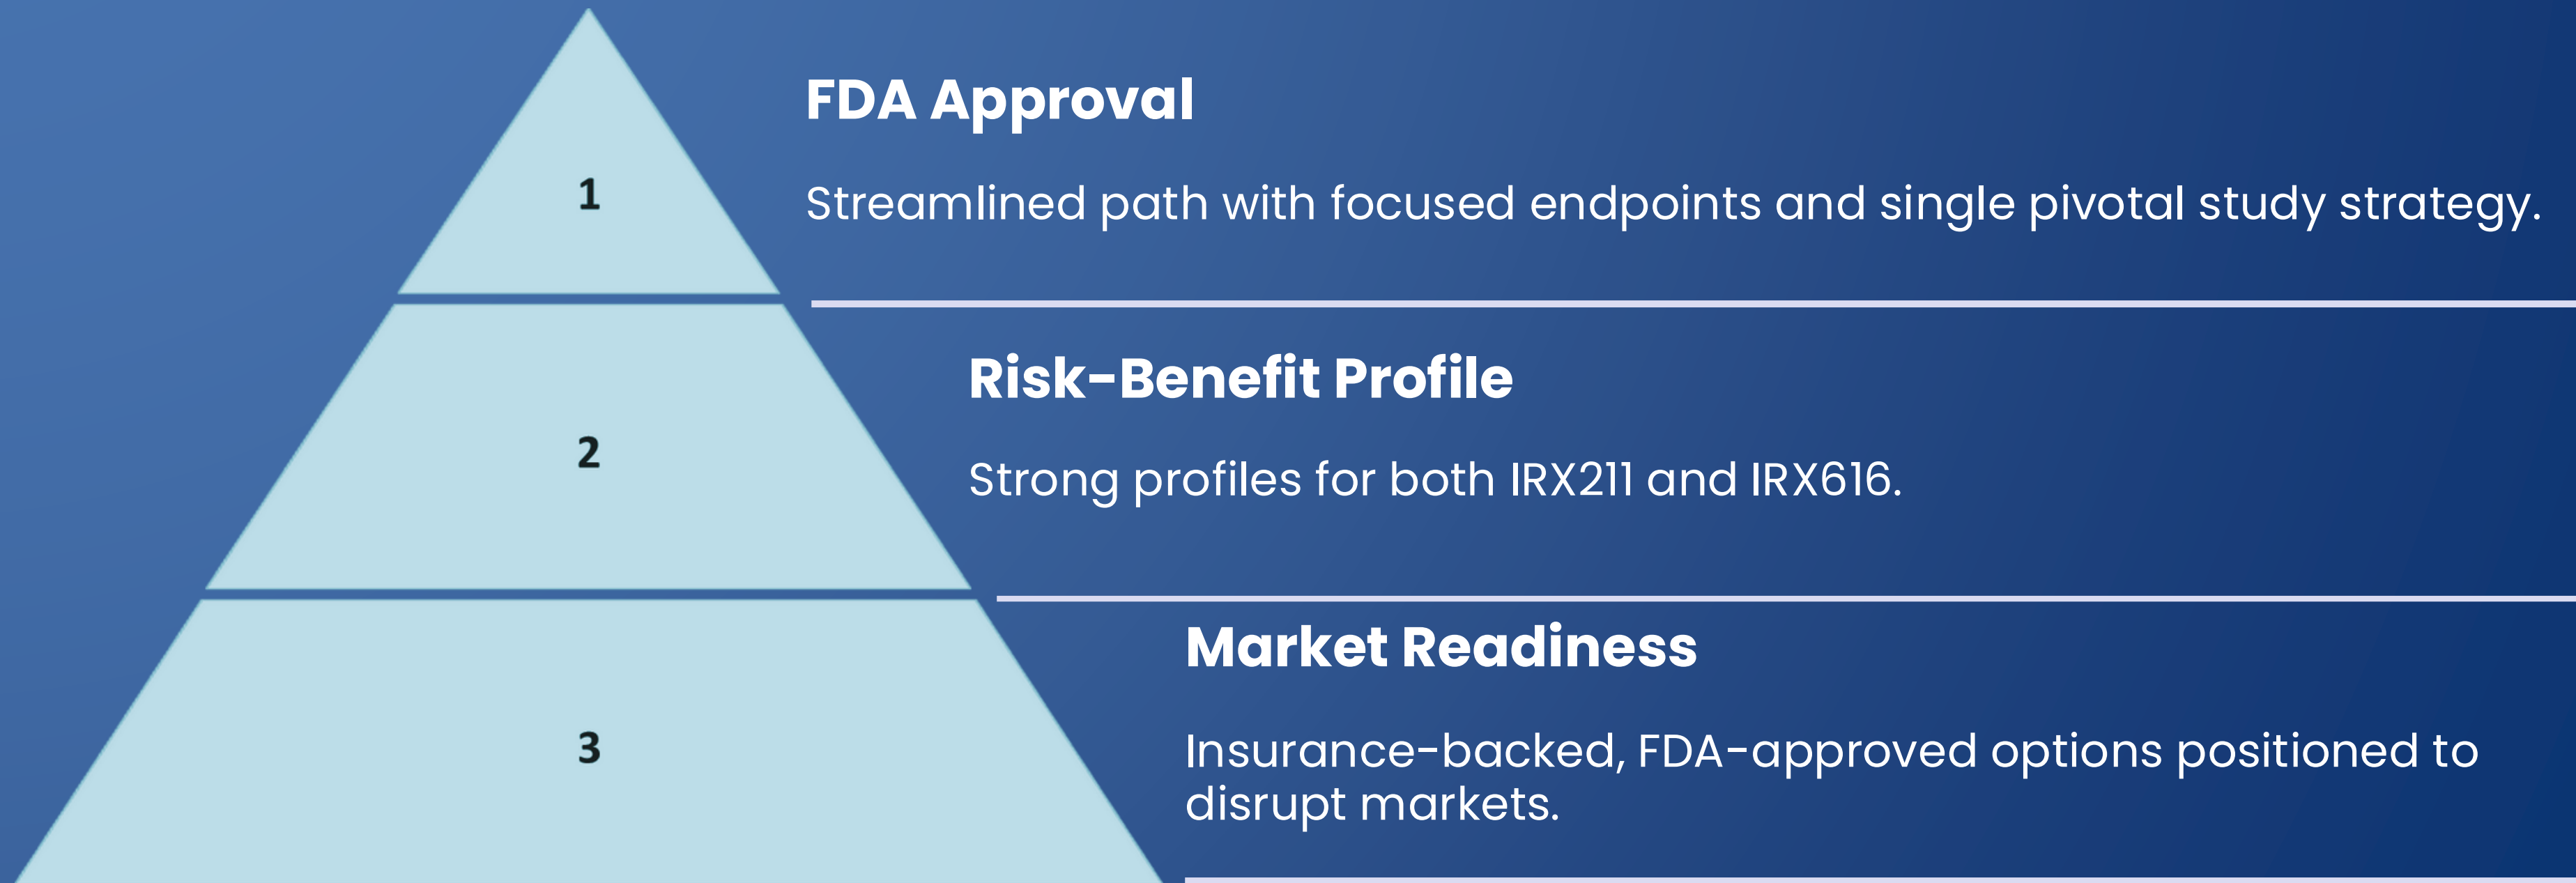 1
FDA Approval
Streamlined path with focused endpoints and single pivotal study strategy.
2
Risk-Benefit Profile
Strong profiles for both IRX211 and IRX616.
3
Market Readiness
Insurance-backed, FDA-approved options positioned to
disrupt markets.